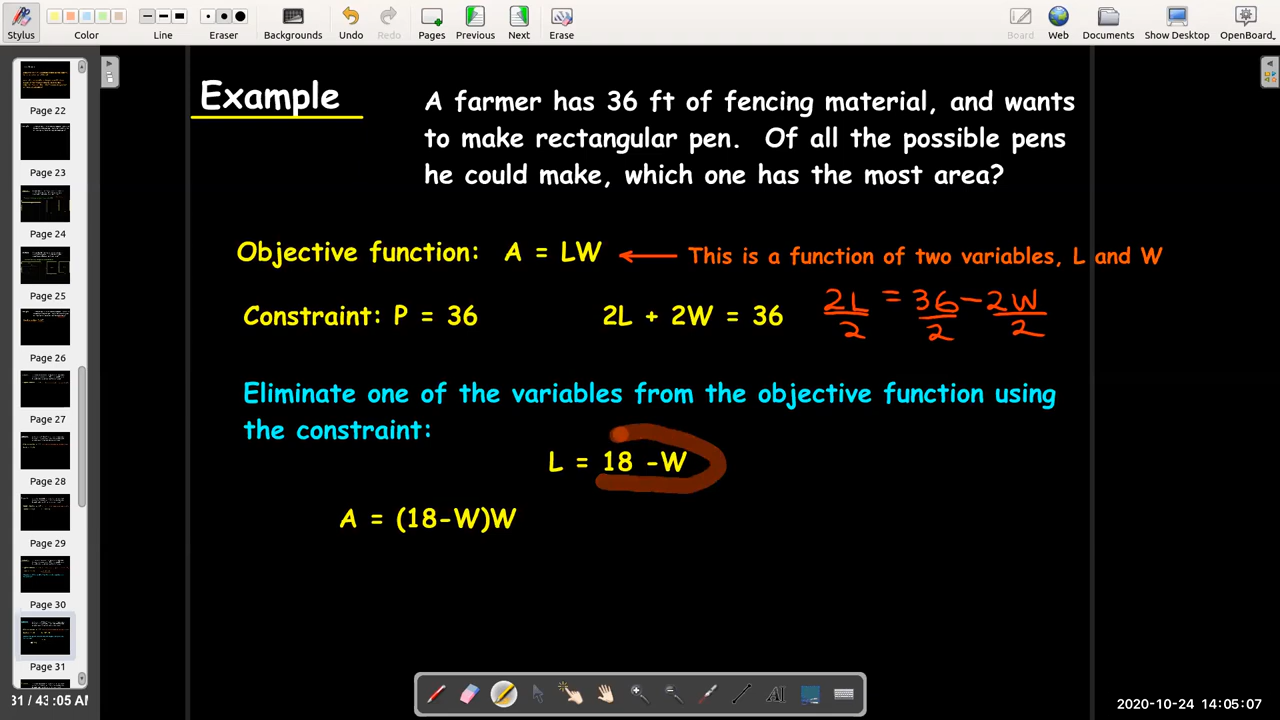 Stylus Color Line Eraser Backgrounds Undo Redo Pages Previous Next Erase Board Web Documents Show Desktop OpenBoard
Page 22
Page 23
Page 24
Page 25
Page 26
Page 27
Page 28
Page 29
Page 30
Page 31
Example
A farmer has 36 ft of fencing material, and wants
to make rectangular pen. Of all the possible pens
he could make, which one has the most area?
Objective function: A = LW
This is a function of two variables, L and W
Constraint: P = 36 2L + 2W = 36
2L/2 = 36/2 - 2W/2
Eliminate one of the variables from the objective function using
the constraint:
L = 18 -W
A = (18-W)W
31 / 43
:05 AM
2020-10-24 14:05:07